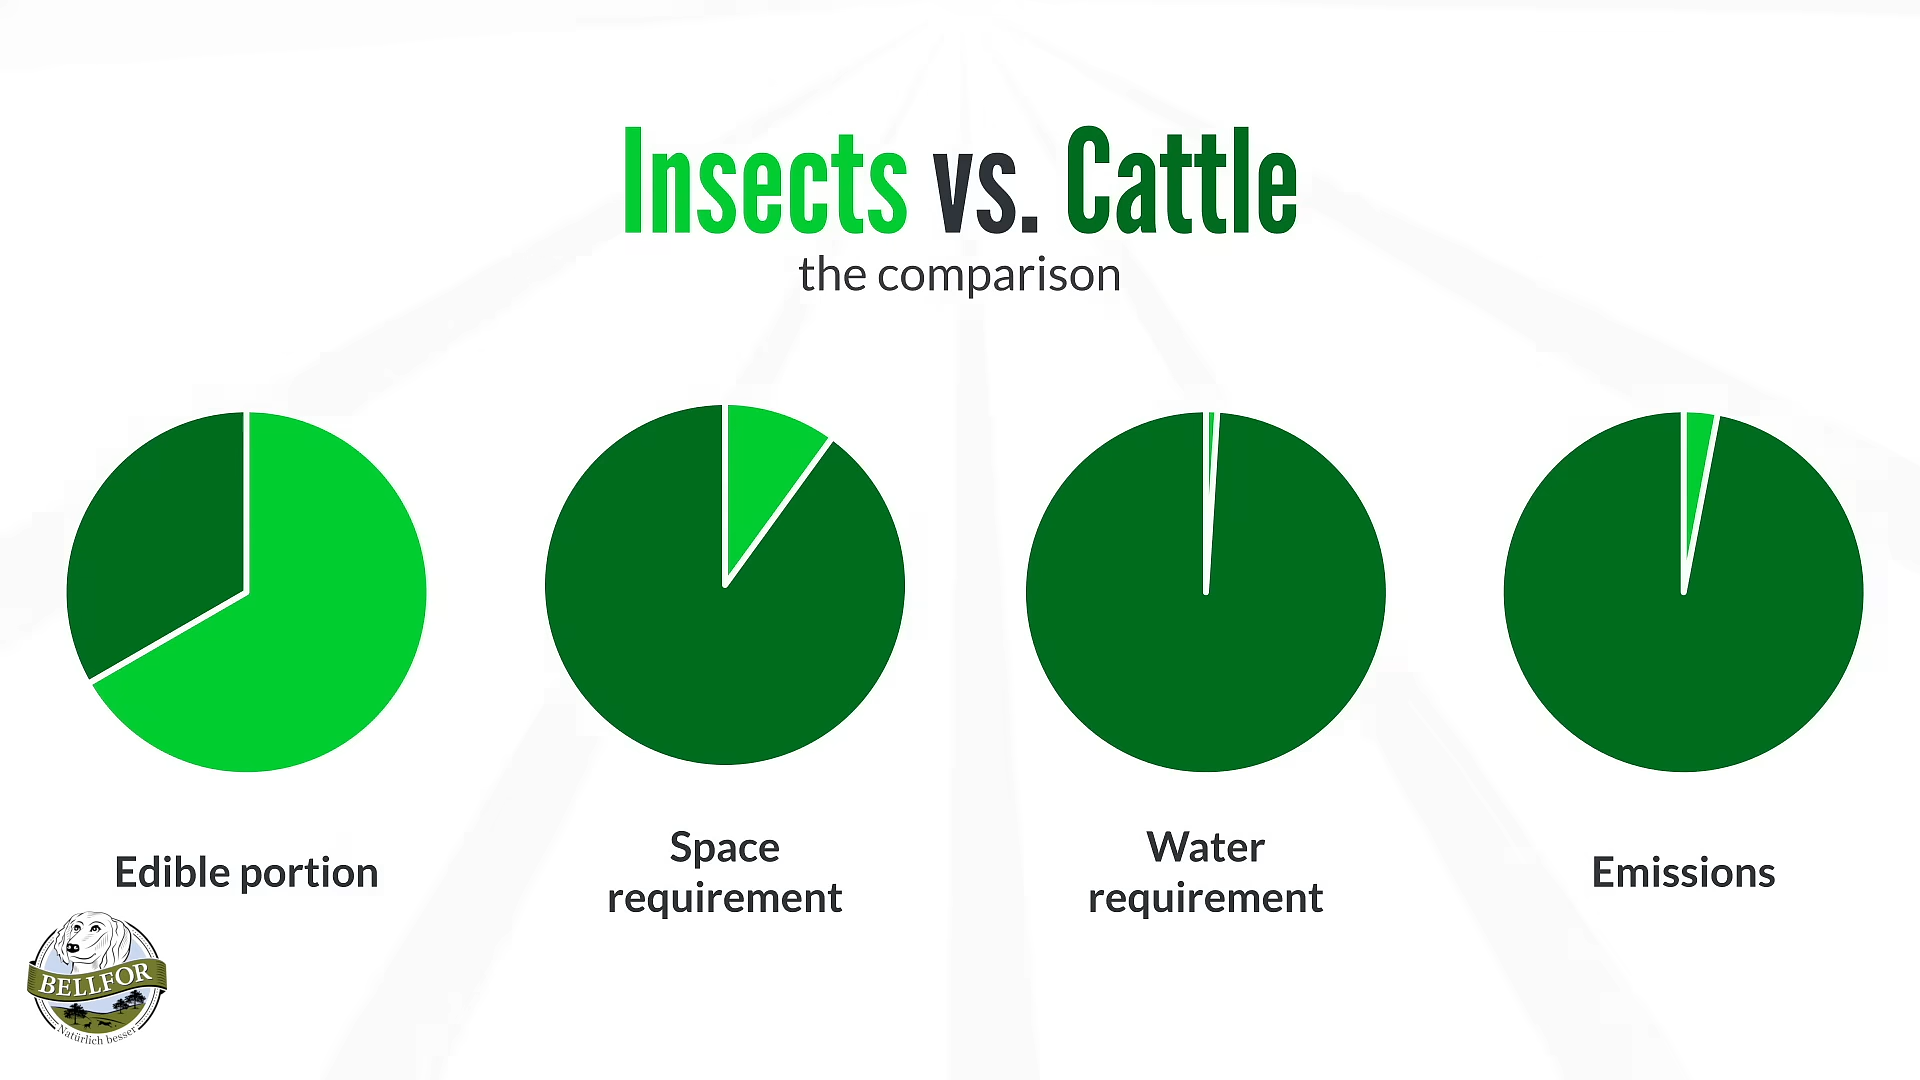 Insects vs. Cattle
the comparison
Edible portion
Space
requirement
Water
requirement
Emissions
BELLFOR
Natürlich besser